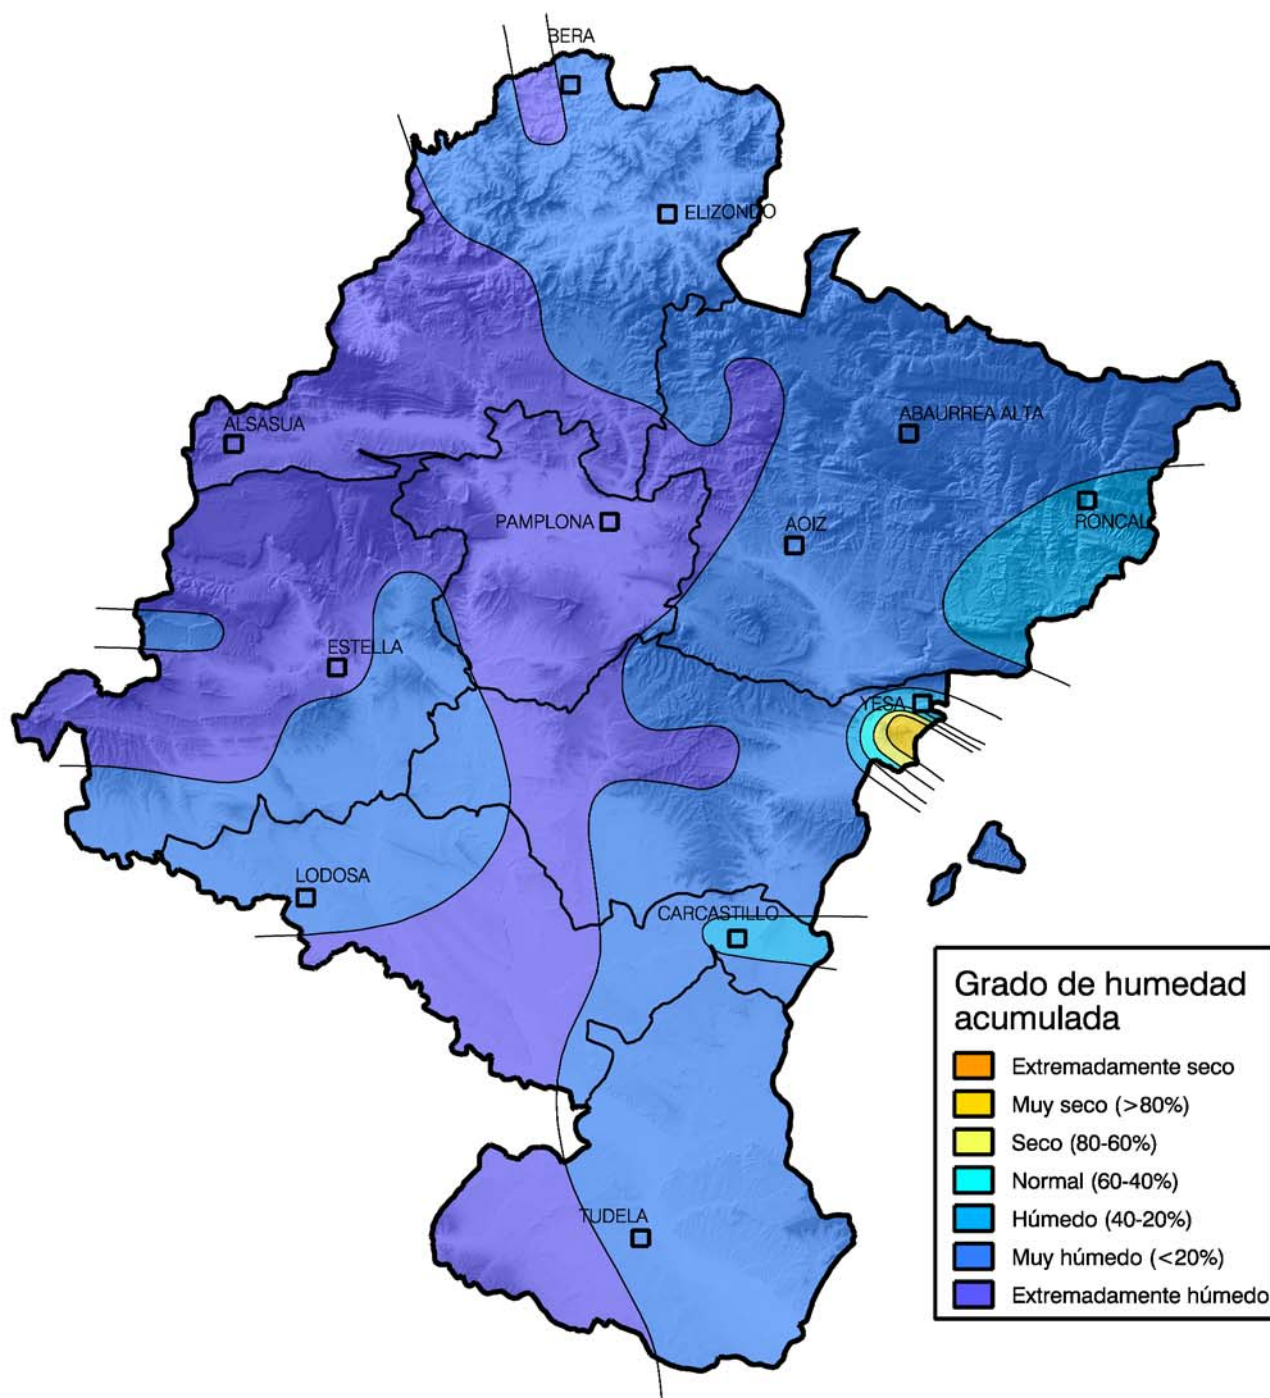 BERA
ELIZONDO
ALSASUA
ABAURREA ALTA
PAMPLONA
AOIZ
RONCAL
ESTELLA
YESA
LODOSA
CARCASTILLO
TUDELA
Grado de humedad
acumulada
Extremadamente seco
Muy seco (>80%)
Seco (80-60%)
Normal (60-40%)
Húmedo (40-20%)
Muy húmedo (<20%)
Extremadamente húmedo